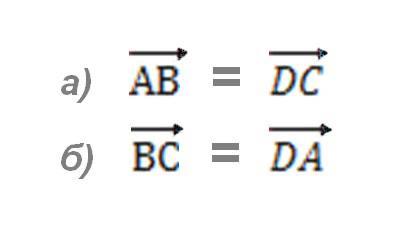 а) AB = DC
б) BC = DA